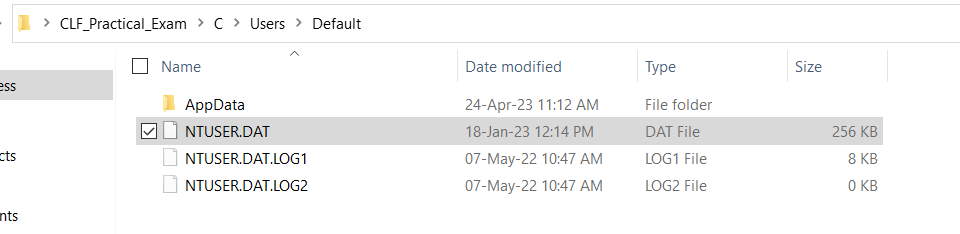 CLF_Practical_Exam > C > Users > Default
Name Date modified Type Size
ess
AppData 24-Apr-23 11:12 AM File folder
NTUSER.DAT 18-Jan-23 12:14 PM DAT File 256 KB
cts NTUSER.DAT.LOG1 07-May-22 10:47 AM LOG1 File 8 KB
NTUSER.DAT.LOG2 07-May-22 10:47 AM LOG2 File 0 KB
nts